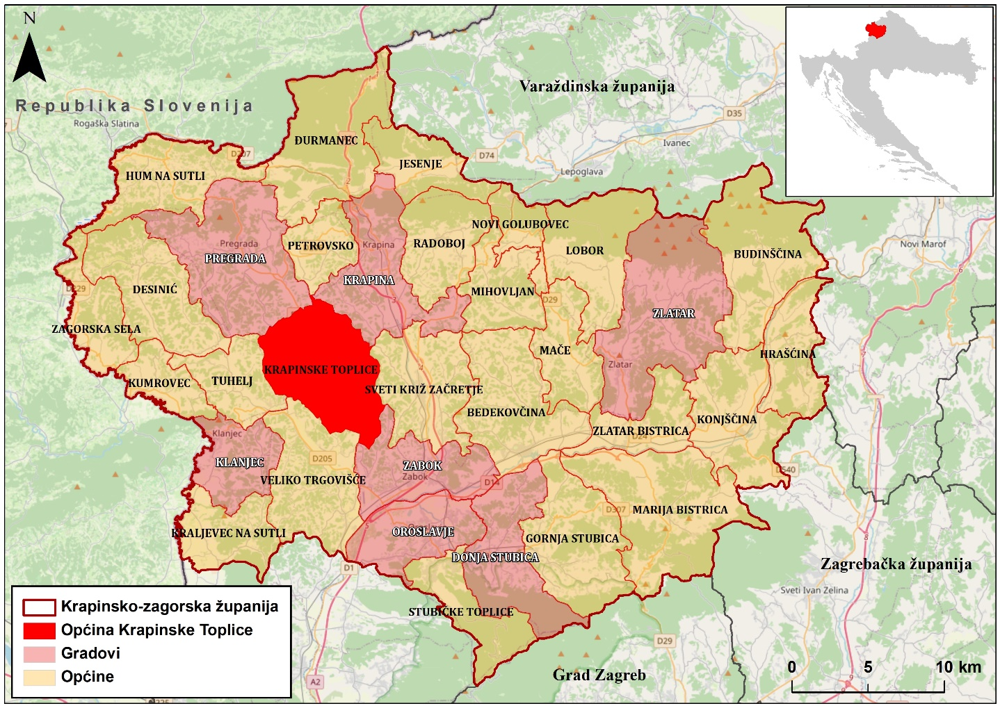 N
Republika Slovenija
Rogaška Slatina
Varaždinska županija
D35
Ivanec
D74
Lepoglava
D207
ĐURMANEC
JESENJE
HUM NA SUTLI
Novi Marof
NOVI GOLUBOVEC
Pregrada
PREGRADA
PETROVSKO
Krapina
KRAPINA
RADOBOJ
LOBOR
BUDINŠČINA
DESINIĆ
MIHOVLJAN
D29
ZLATAR
D229
ZAGORSKA SELA
MAČE
HRAŠĆINA
Zlatar
KRAPINSKE TOPLICE
KUMROVEC
TUHELJ
SVETI KRIŽ ZAČRETJE
BEDEKOVČINA
KONJŠČINA
ZLATAR BISTRICA
D24
Klanjec
KLANJEC
D205
ZABOK
Zabok
D14
D540
VELIKO TRGOVIŠĆE
MARIJA BISTRICA
D307
KRALJEVEC NA SUTLI
OROSLAVJE
GORNJA STUBICA
DONJA STUBICA
D1
Zagrebačka županija
Sveti Ivan Zelina
STUBIČKE TOPLICE
D29
Grad Zagreb
A2
Krapinsko-zagorska županija
Općina Krapinske Toplice
Gradovi
Općine
0 5 10 km